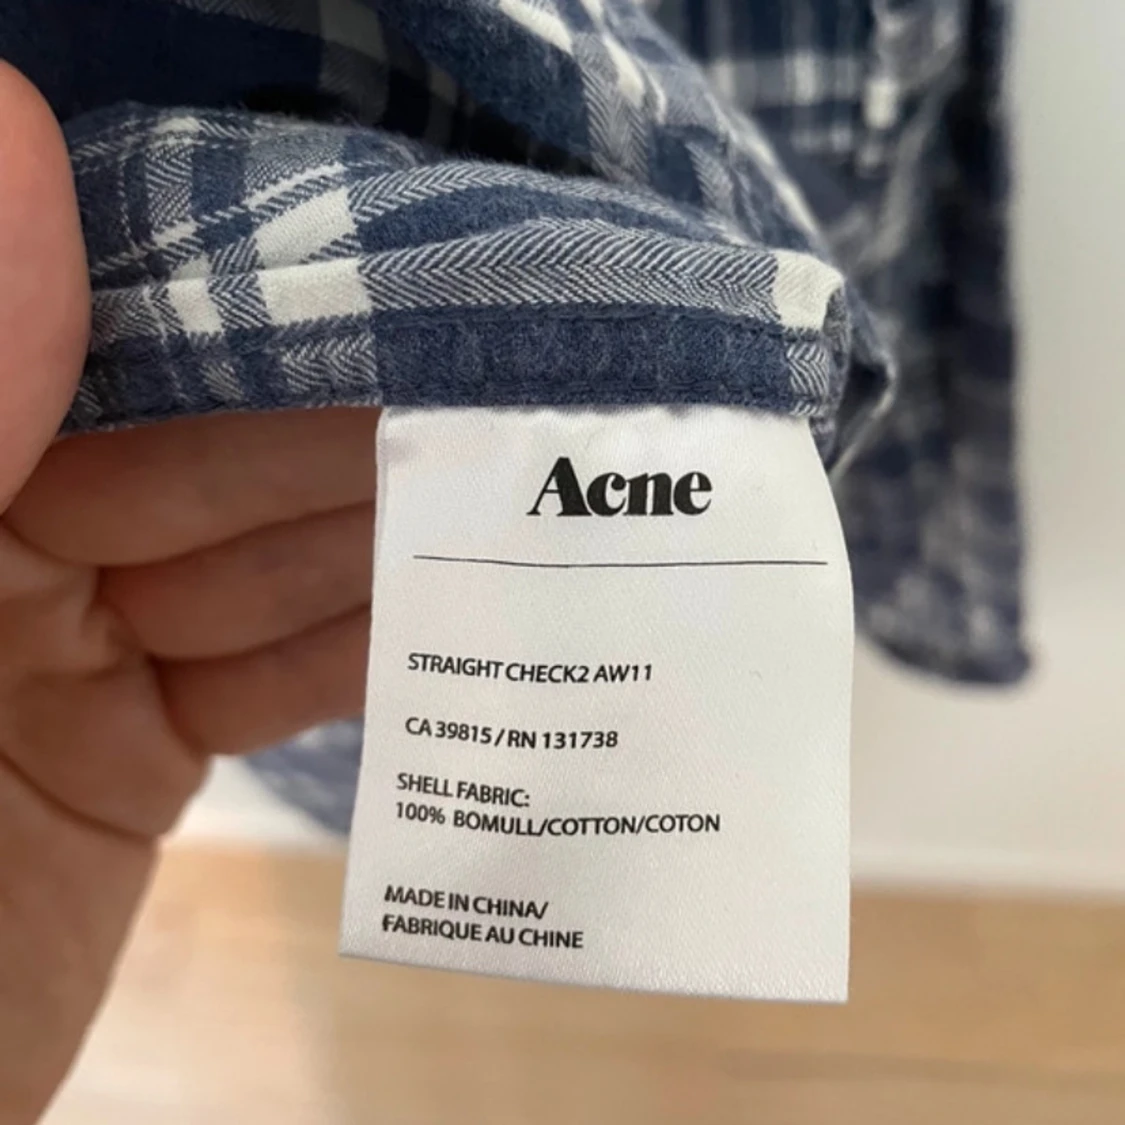 Acne
STRAIGHT CHECK2 AW11
CA 39815/RN 131738
SHELL FABRIC:
100% BOMULL/COTTON/COTON
MADE IN CHINA/
FABRIQUE AU CHINE